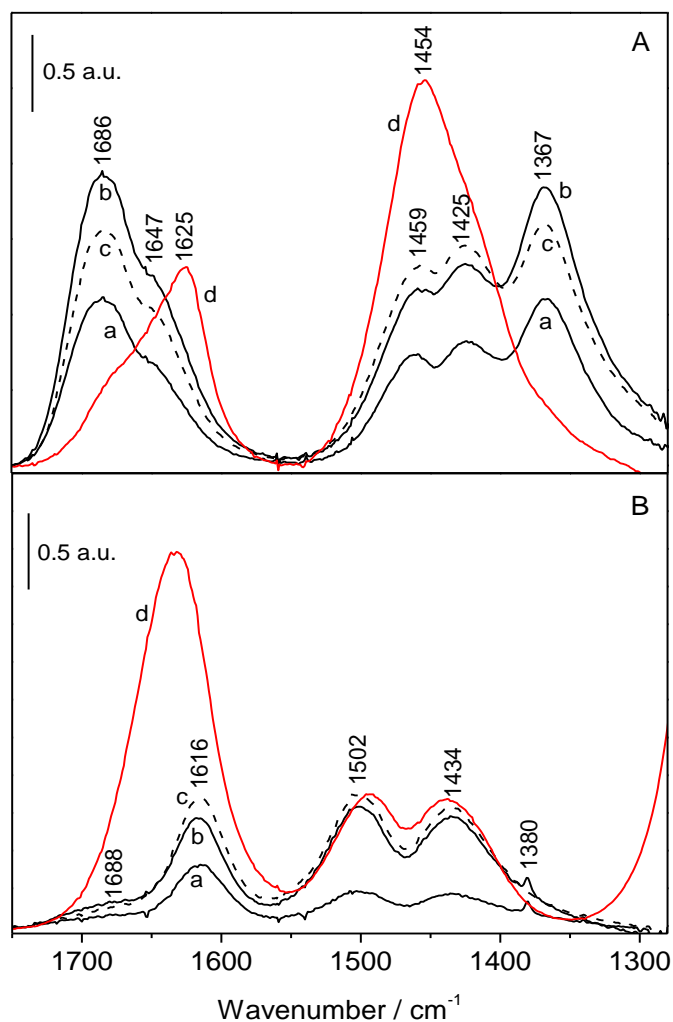 A
0.5 a.u.
1454
d
1686
b
1647
1625
c
d
a
1459
1425
1367
b
c
a
B
0.5 a.u.
d
1688
c
1616
b
a
1502
1434
1380
1700
1600
1500
1400
1300
Wavenumber / cm⁻¹